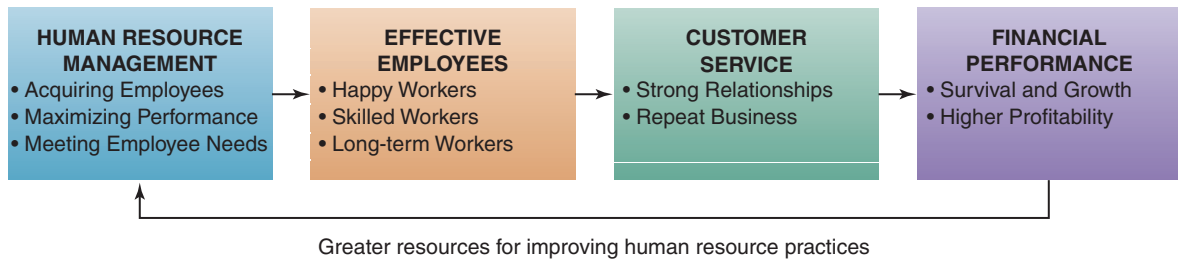 HUMAN RESOURCE
MANAGEMENT
• Acquiring Employees
• Maximizing Performance
• Meeting Employee Needs
EFFECTIVE
EMPLOYEES
• Happy Workers
• Skilled Workers
• Long-term Workers
CUSTOMER
SERVICE
• Strong Relationships
• Repeat Business
FINANCIAL
PERFORMANCE
• Survival and Growth
• Higher Profitability
Greater resources for improving human resource practices